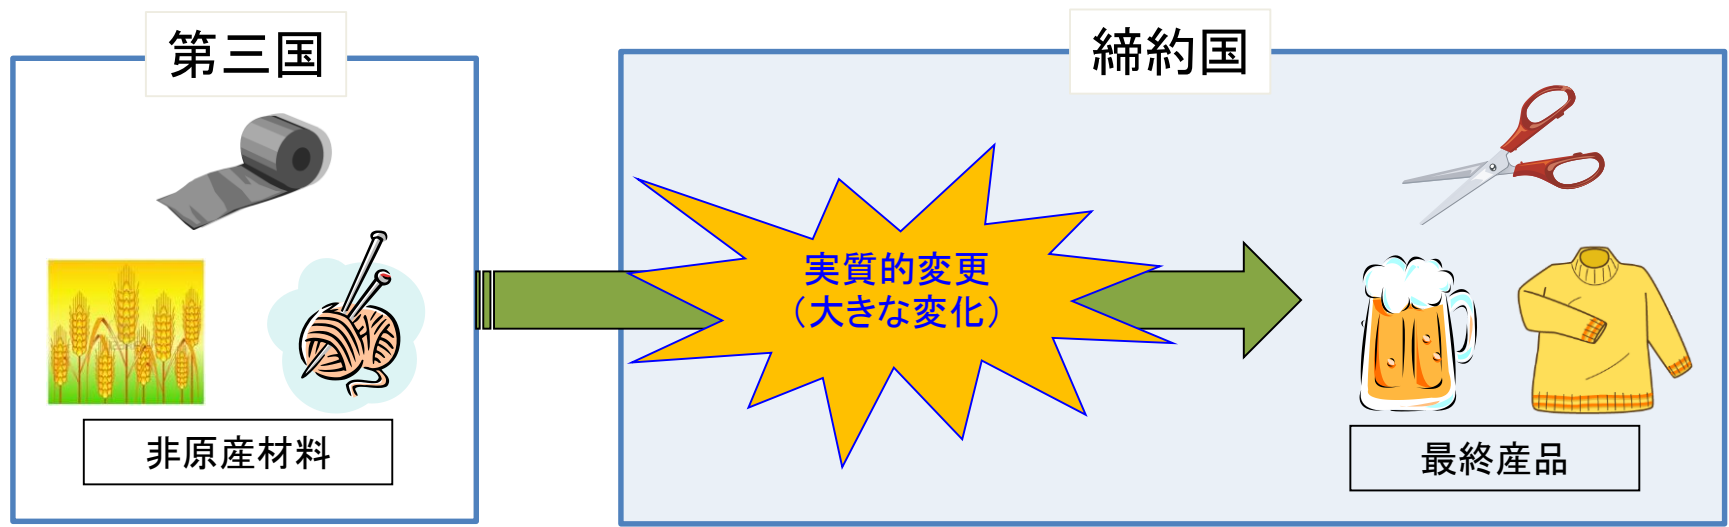 第三国
締約国
実質的変更
（大きな変化）
非原産材料
最終産品